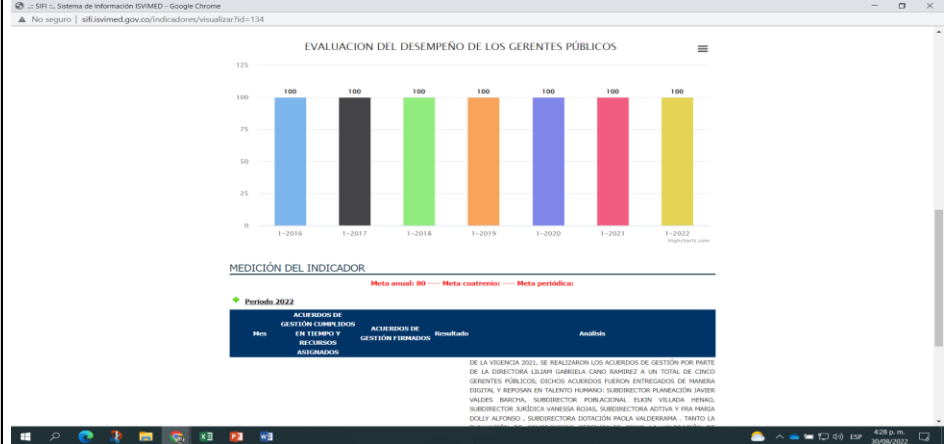 .:: SIFI ::. Sistema de Información ISVIMED - Google Chrome
No seguro | sifi.isvimed.gov.co/indicadores/visualizar?id=134
EVALUACION DEL DESEMPEÑO DE LOS GERENTES PÚBLICOS
125
100 100 100 100 100 100 100
100
75
50
25
0
1-2016 1-2017 1-2018 1-2019 1-2020 1-2021 1-2022
Highcharts.com
MEDICIÓN DEL INDICADOR
Meta anual: 80 ---- Meta cuatrenio: ---- Meta periódica:
Periodo 2022
Mes
ACUERDOS DE
GESTIÓN CUMPLIDOS
EN TIEMPO Y
RECURSOS
ASIGNADOS
ACUERDOS DE
GESTIÓN FIRMADOS
Resultado
Análisis
DE LA VIGENCIA 2021, SE REALIZARON LOS ACUERDOS DE GESTIÓN POR PARTE
DE LA DIRECTORA LILIAM GABRIELA CANO RAMIREZ A UN TOTAL DE CINCO
GERENTES PÚBLICOS, DICHOS ACUERDOS FUERON ENTREGADOS DE MANERA
DIGITAL Y REPOSAN EN TALENTO HUMANO: SUBDIRECTOR PLANEACIÓN JAVIER
VALDES BARCHA, SUBDIRECTOR POBLACIONAL ELKIN VILLADA HENAO,
SUBDIRECTOR JURÍDICA VANESSA ROJAS, SUBDIRECTORA ADTIVA Y FRA MARIA
DOLLY ALFONSO , SUBDIRECTORA DOTACIÓN PAOLA VALDERRAMA . TANTO LA
ESP
4:28 p. m.
30/08/2022